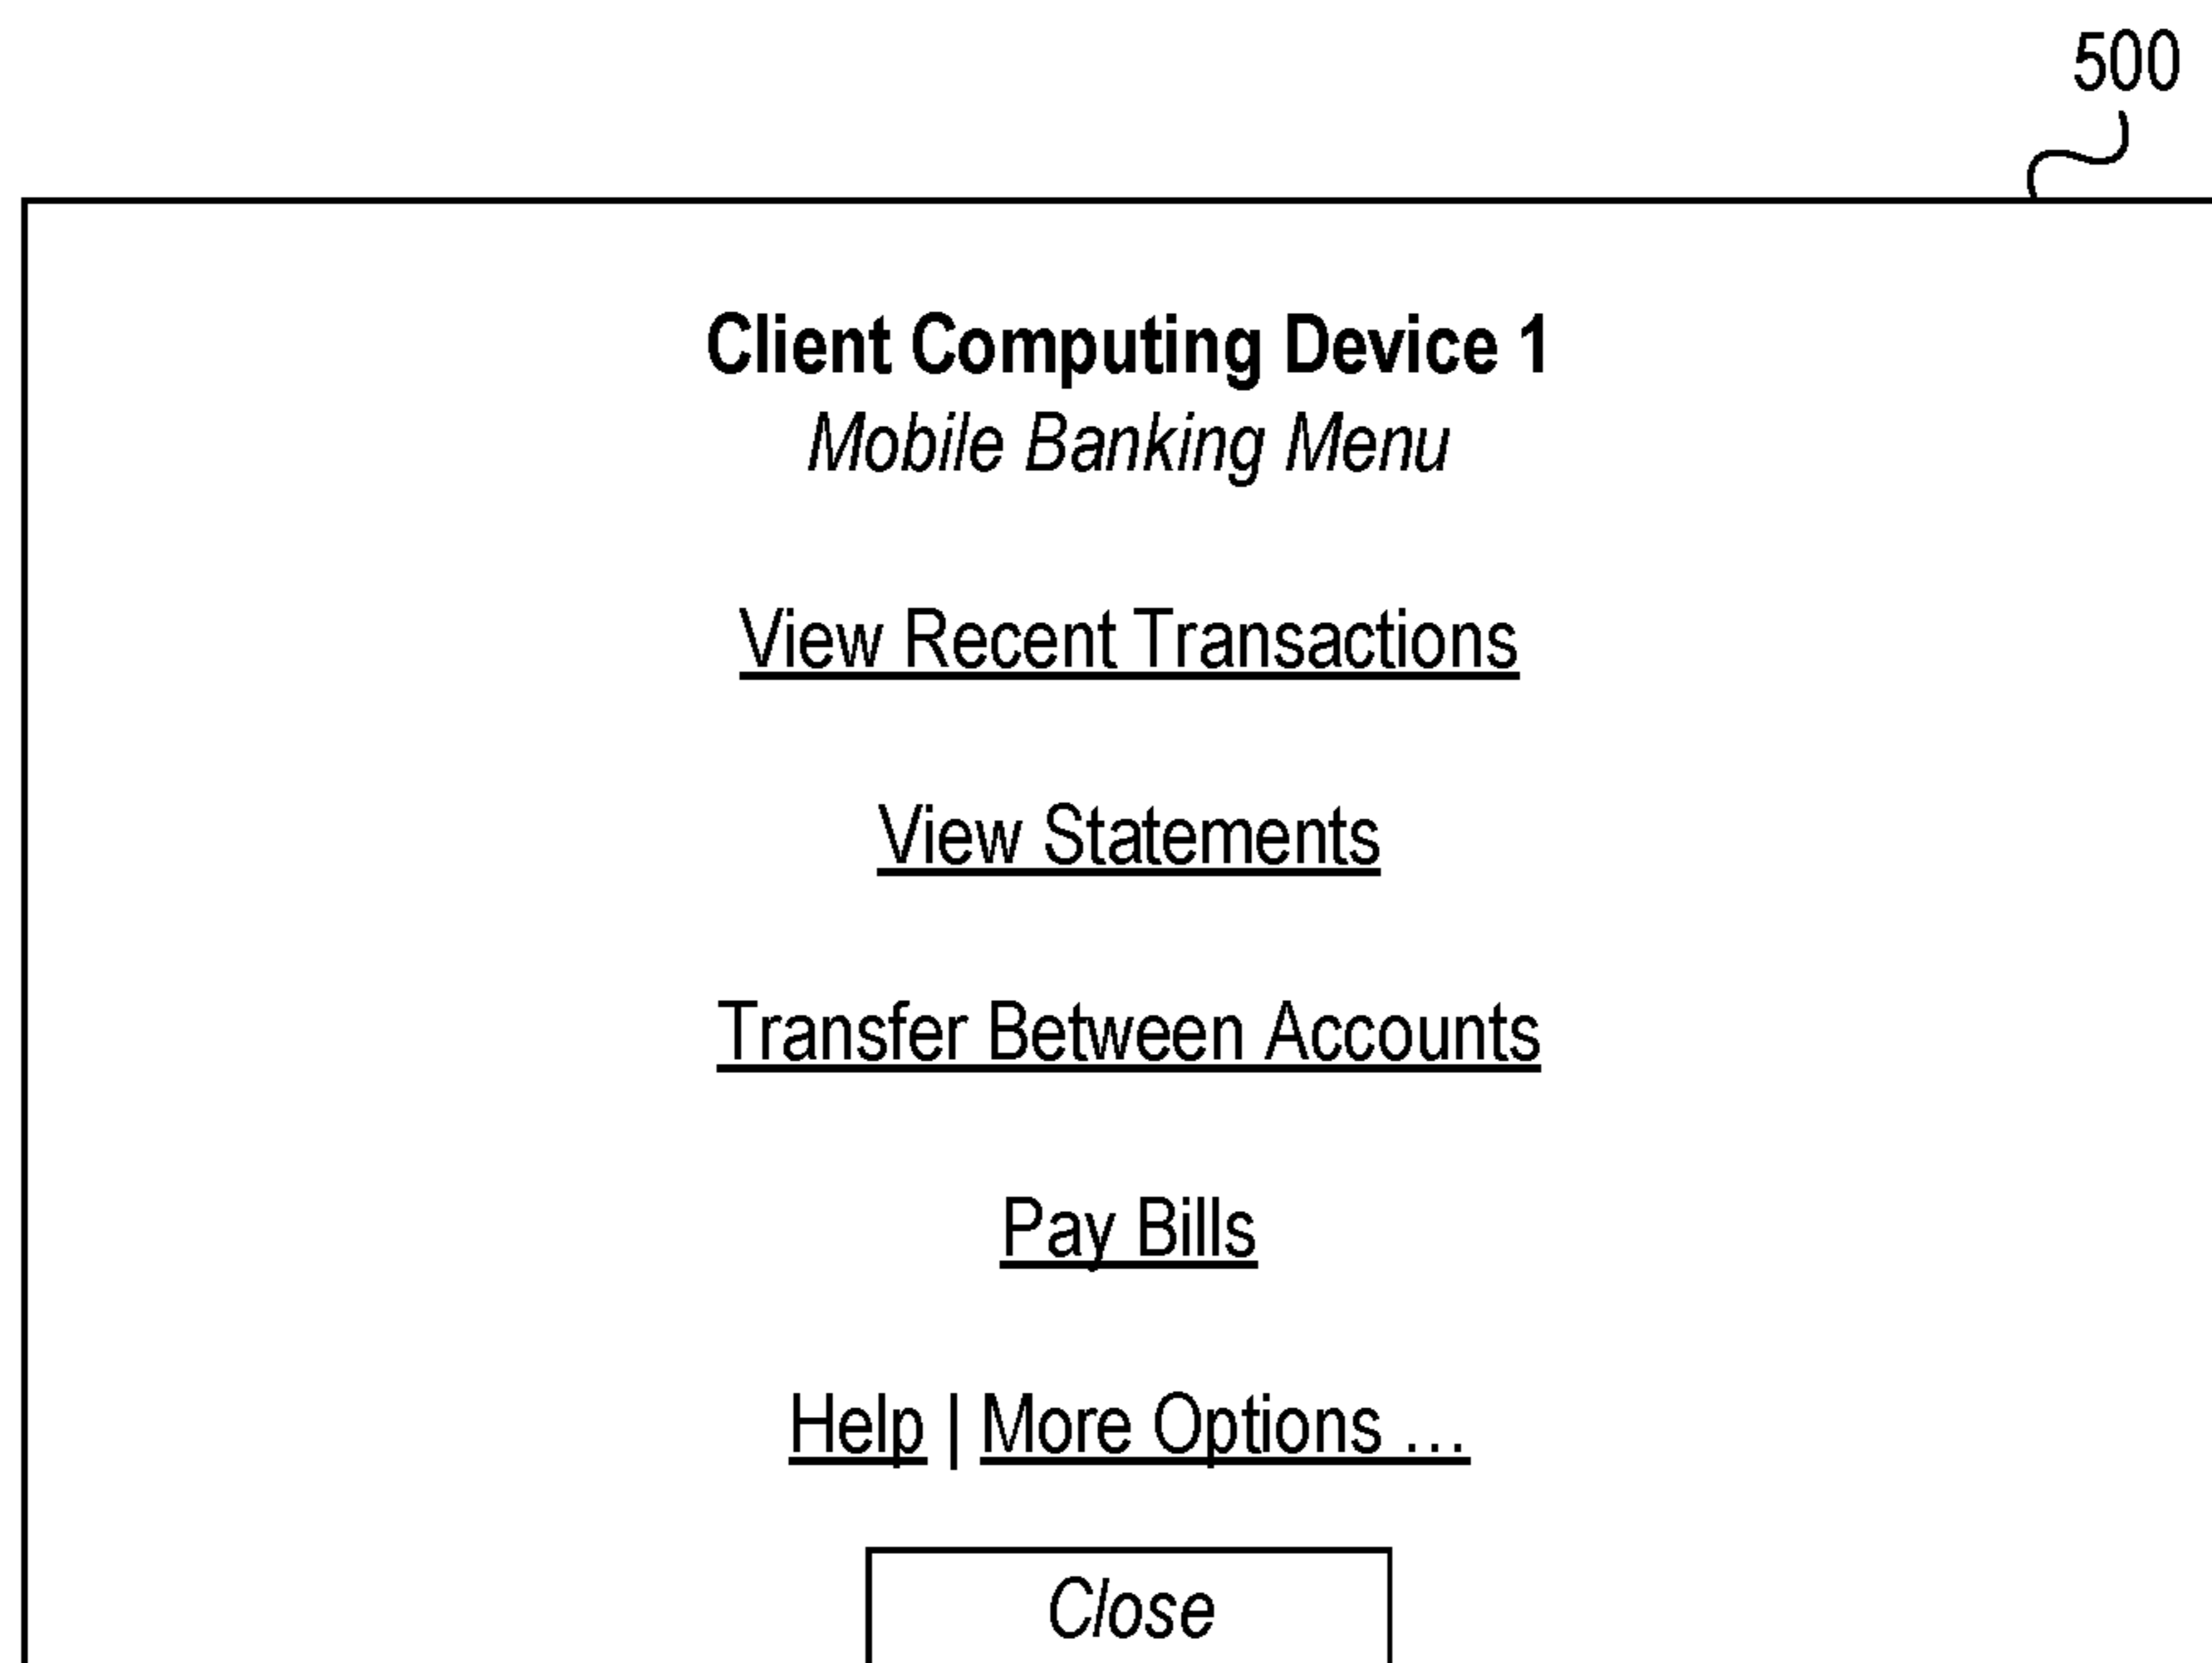 500
Client Computing Device 1
Mobile Banking Menu
View Recent Transactions
View Statements
Transfer Between Accounts
Pay Bills
Help | More Options ...
Close